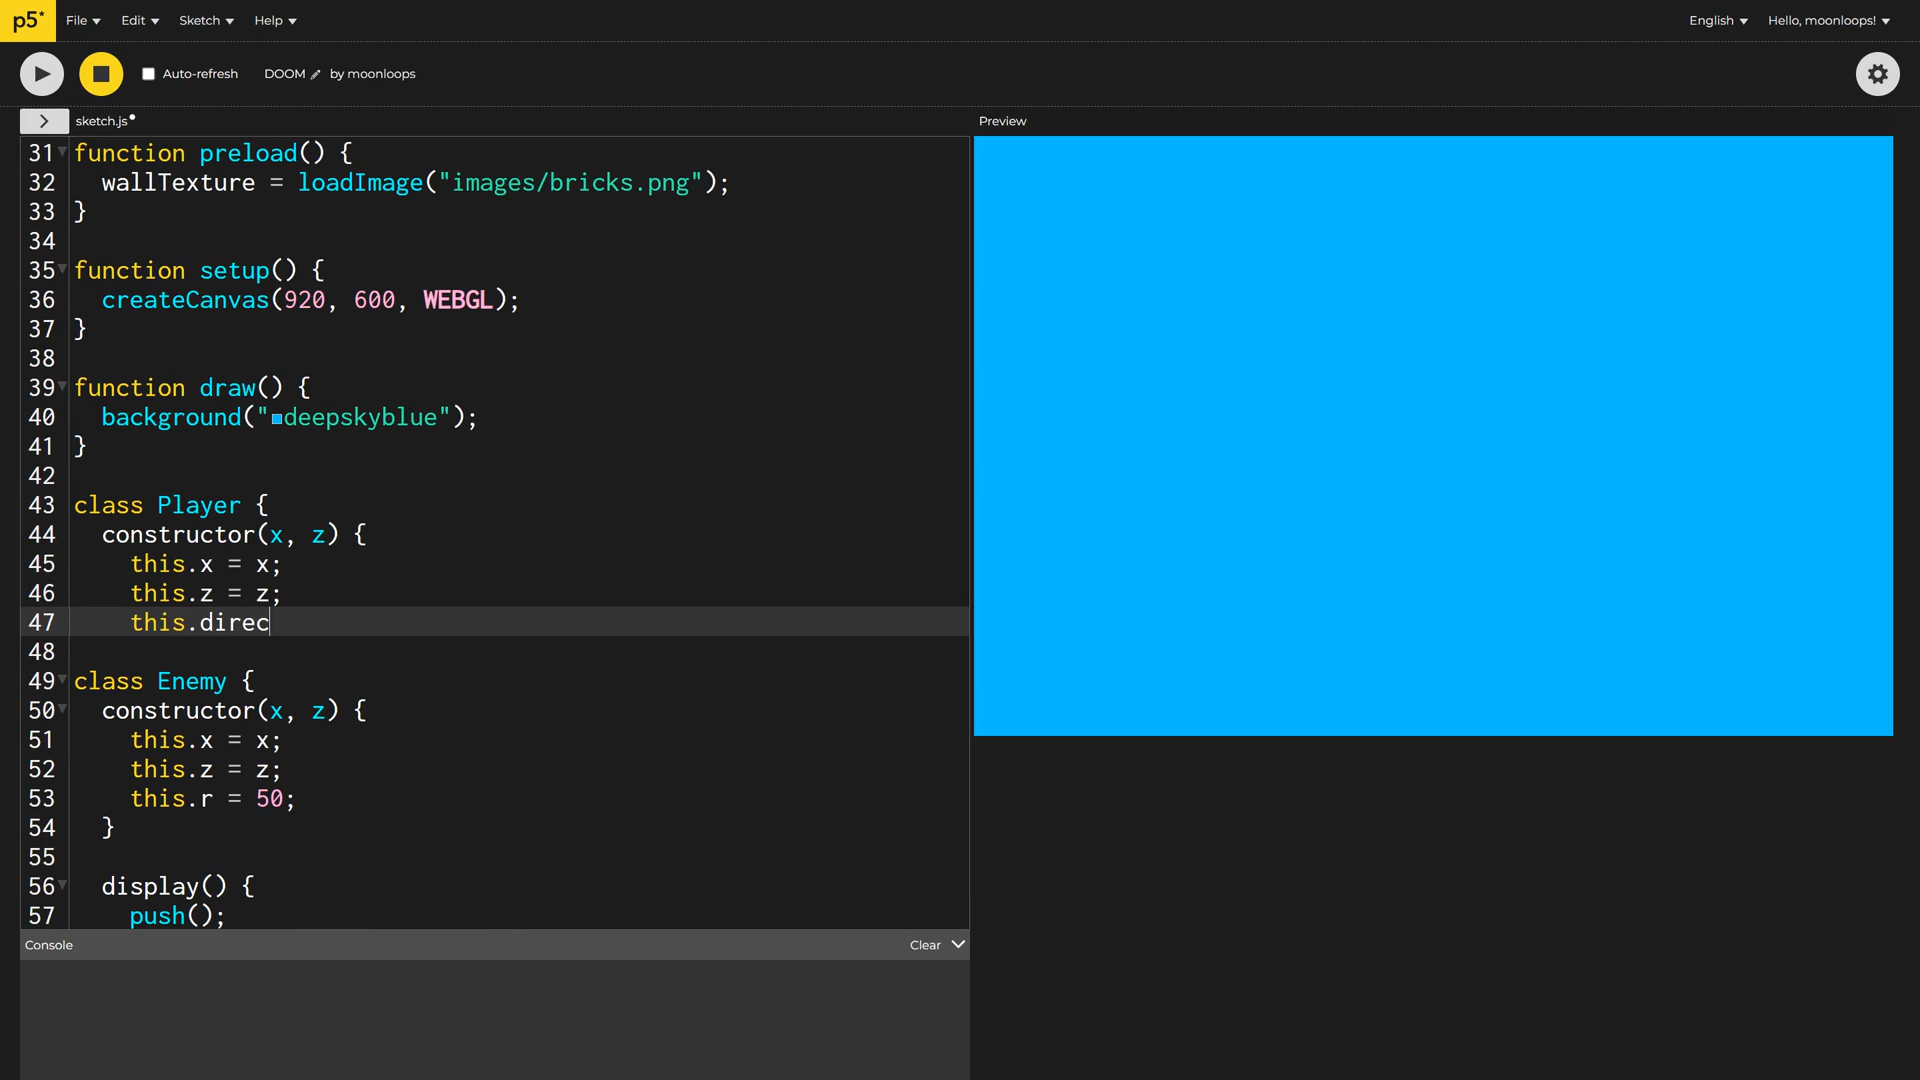 p5* File Edit Sketch Help English Hello, moonloops!
Auto-refresh DOOM by moonloops
> sketch.js Preview
31 function preload() {
32 wallTexture = loadImage("images/bricks.png");
33 }
34
35 function setup() {
36 createCanvas(920, 600, WEBGL);
37 }
38
39 function draw() {
40 background("deepskyblue");
41 }
42
43 class Player {
44 constructor(x, z) {
45 this.x = x;
46 this.z = z;
47 this.direc
48
49 class Enemy {
50 constructor(x, z) {
51 this.x = x;
52 this.z = z;
53 this.r = 50;
54 }
55
56 display() {
57 push();
Console Clear